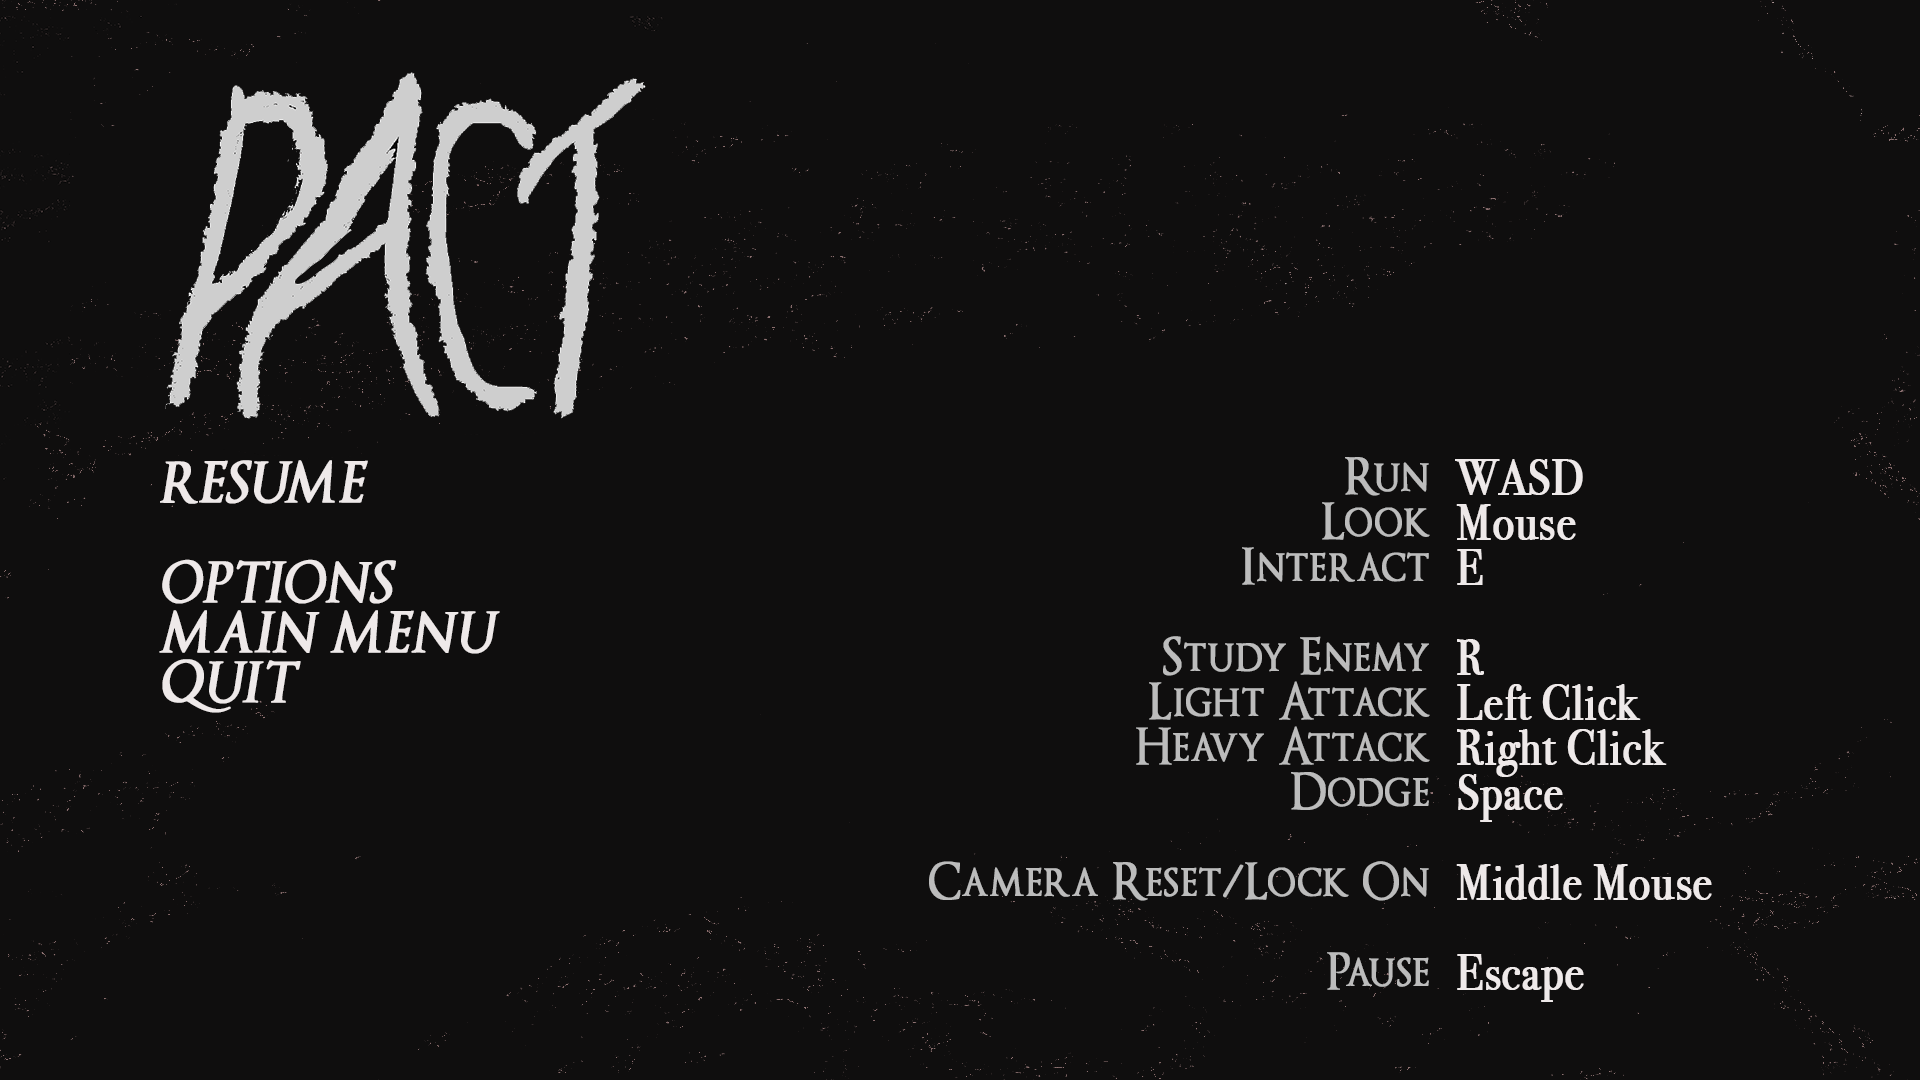 PACT
RESUME
OPTIONS
MAIN MENU
QUIT
RUN WASD
LOOK Mouse
INTERACT E
STUDY ENEMY R
LIGHT ATTACK Left Click
HEAVY ATTACK Right Click
DODGE Space
CAMERA RESET/LOCK ON Middle Mouse
PAUSE Escape